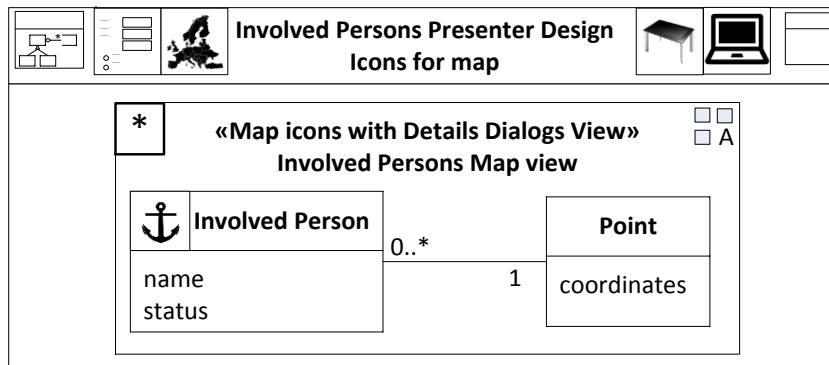 Involved Persons Presenter Design
Icons for map
*
«Map icons with Details Dialogs View»
Involved Persons Map view
A
Involved Person
name
status
0..*
1
Point
coordinates